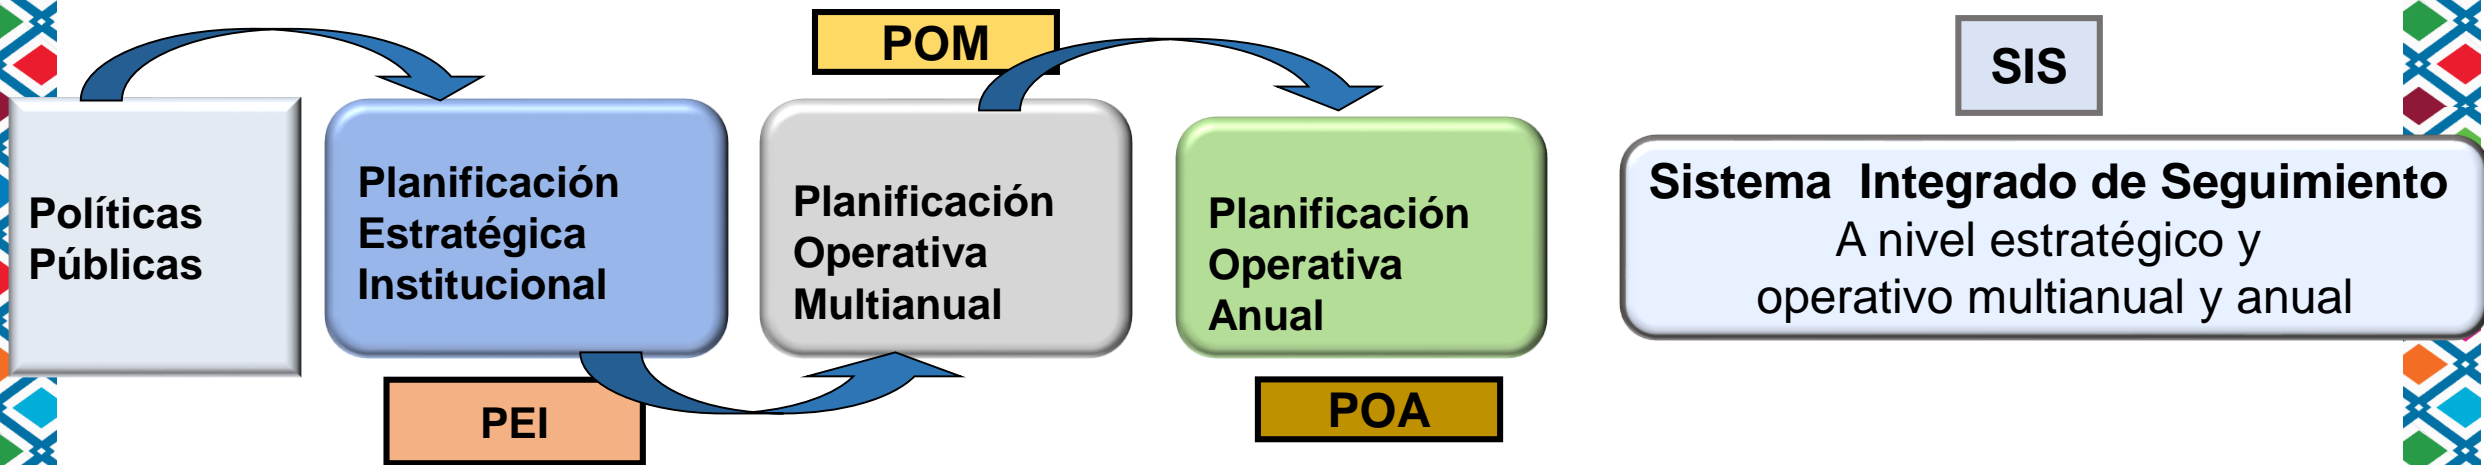 Políticas
Públicas
Planificación
Estratégica
Institucional
PEI
POM
Planificación
Operativa
Multianual
Planificación
Operativa
Anual
POA
SIS
Sistema  Integrado de Seguimiento
A nivel estratégico y
operativo multianual y anual